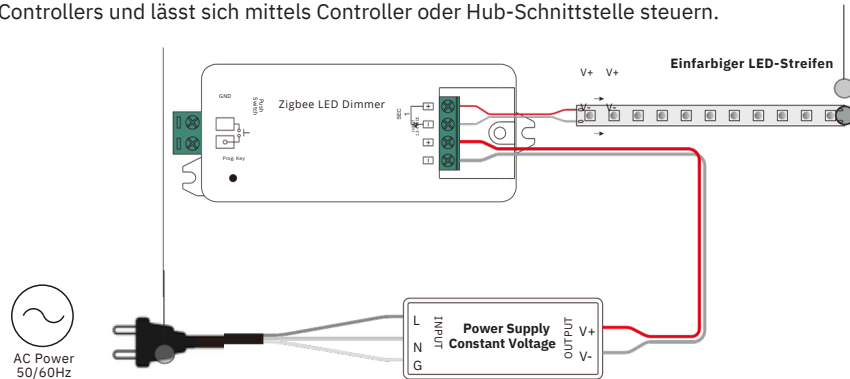 Controllers und lässt sich mittels Controller oder Hub-Schnittstelle steuern.
Einfarbiger LED-Streifen
V+ V+
V- V-
GND
Push
Switch
Zigbee LED Dimmer
SEC
Prog. Key
L
N
G
INPUT
Power Supply
Constant Voltage
OUTPUT
V+
V-
AC Power
50/60Hz